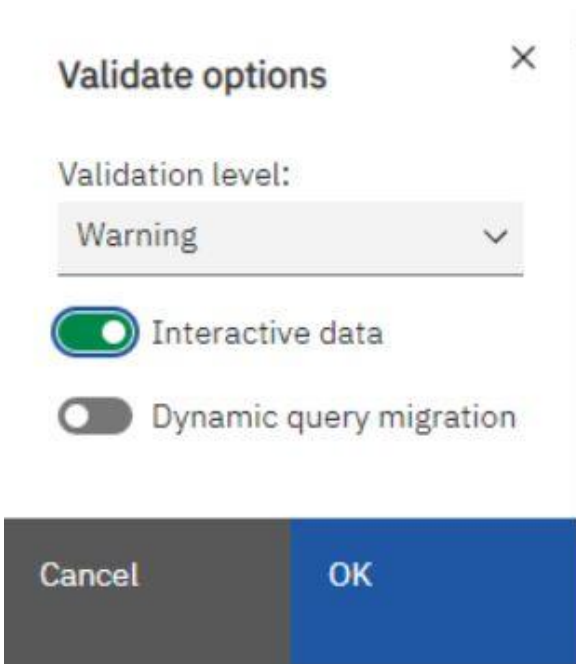 Validate options
Validation level:
Warning
Interactive data
Dynamic query migration
Cancel
OK